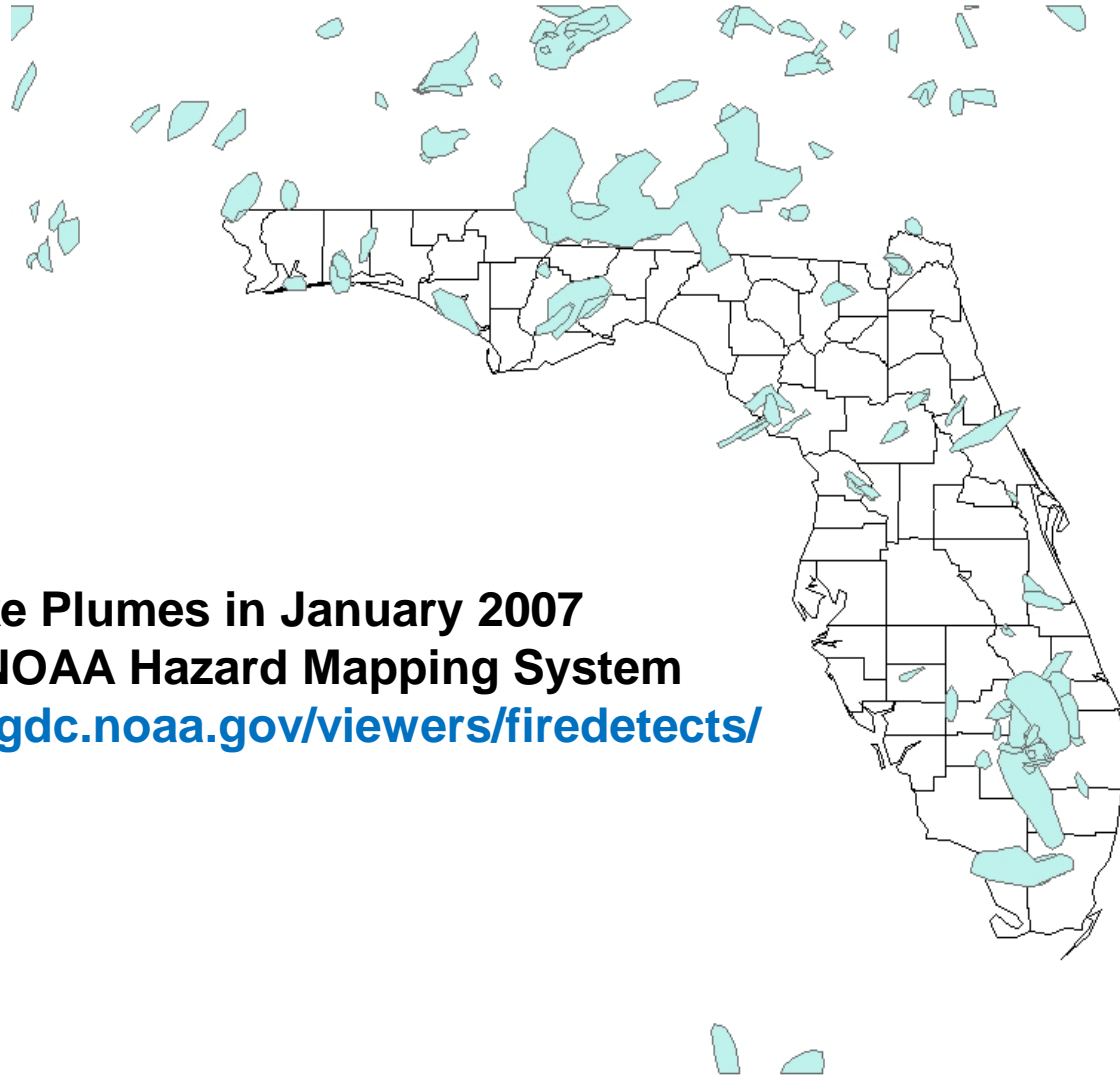 e Plumes in January 2007
NOAA Hazard Mapping System
gdc.noaa.gov/viewers/firedetects/